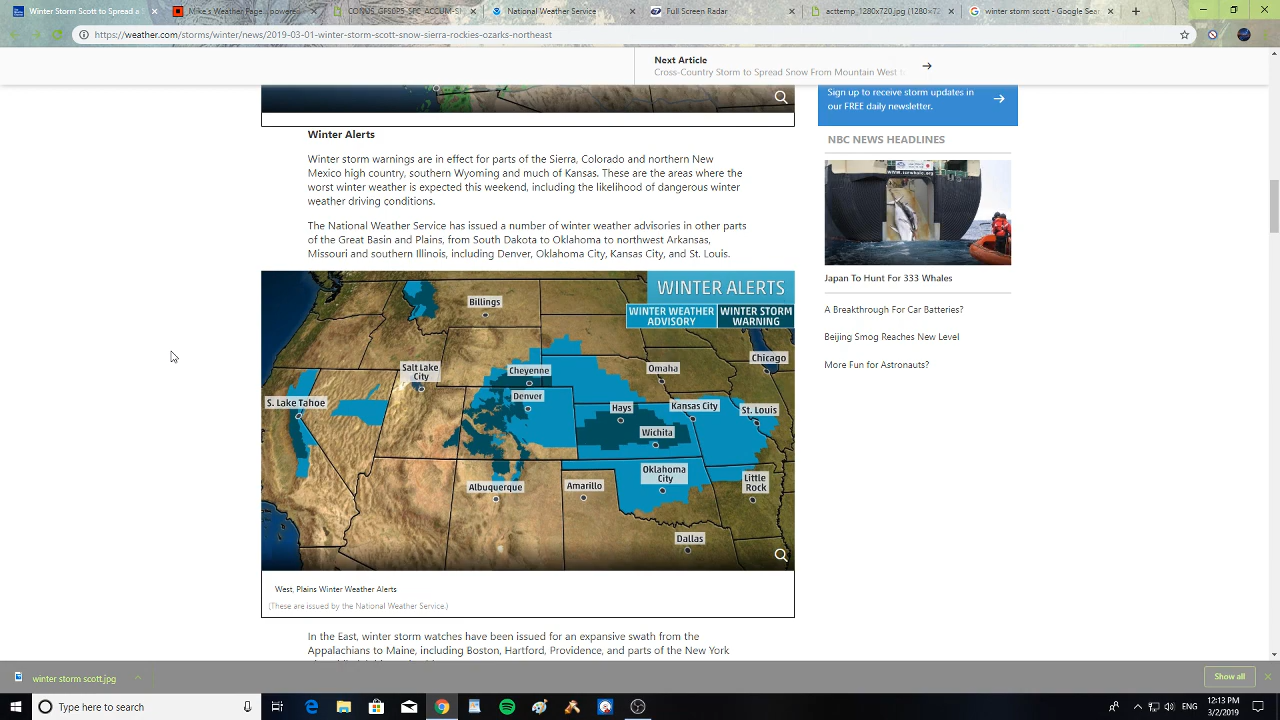 Winter Storm Scott to Spread a S
Mike's Weather Page... powered
CONUS_GFS0P5_SFC_ACCUM-S
National Weather Service
Full Screen Radar
acttemp_1280x720.jpg (1280×72
winter storm scott - Google Sear
https://weather.com/storms/winter/news/2019-03-01-winter-storm-scott-snow-sierra-rockies-ozarks-northeast
Next Article
Cross-Country Storm to Spread Snow From Mountain West t
Sign up to receive storm updates in
our FREE daily newsletter.
Winter Alerts
Winter storm warnings are in effect for parts of the Sierra, Colorado and northern New
Mexico high country, southern Wyoming and much of Kansas. These are the areas where the
worst winter weather is expected this weekend, including the likelihood of dangerous winter
weather driving conditions.
The National Weather Service has issued a number of winter weather advisories in other parts
of the Great Basin and Plains, from South Dakota to Oklahoma to northwest Arkansas,
Missouri and southern Illinois, including Denver, Oklahoma City, Kansas City, and St. Louis.
WINTER ALERTS
WINTER WEATHER
ADVISORY
WINTER STORM
WARNING
Billings
Chicago
Salt Lake
City
Cheyenne
Omaha
Denver
S. Lake Tahoe
Hays
Kansas City
St. Louis
Wichita
Oklahoma
City
Little
Rock
Albuquerque
Amarillo
Dallas
West, Plains Winter Weather Alerts
(These are issued by the National Weather Service.)
In the East, winter storm watches have been issued for an expansive swath from the
Appalachians to Maine, including Boston, Hartford, Providence, and parts of the New York
NBC NEWS HEADLINES
www.icrwhale.org
Japan To Hunt For 333 Whales
A Breakthrough For Car Batteries?
Beijing Smog Reaches New Level
More Fun for Astronauts?
winter storm scott.jpg
Show all
Type here to search
ENG
12:13 PM
3/2/2019